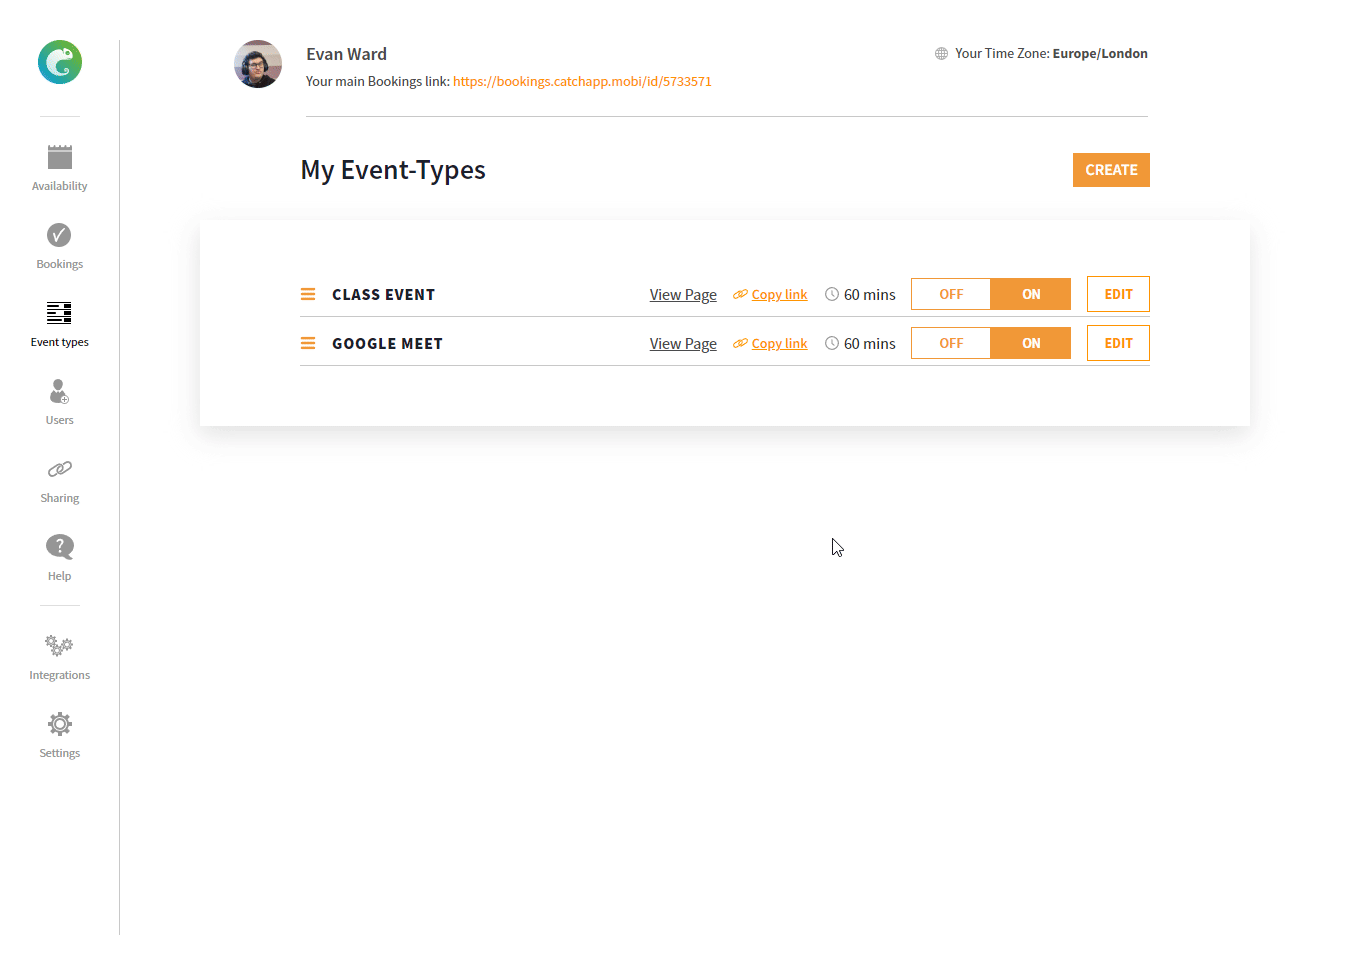 Evan Ward
Your Time Zone: Europe/London
Your main Bookings link: https://bookings.catchapp.mobi/id/5733571
My Event-Types
CREATE
Availability
Bookings
Event types
Users
Sharing
Help
Integrations
Settings
CLASS EVENT View Page Copy link 60 mins OFF ON EDIT
GOOGLE MEET View Page Copy link 60 mins OFF ON EDIT